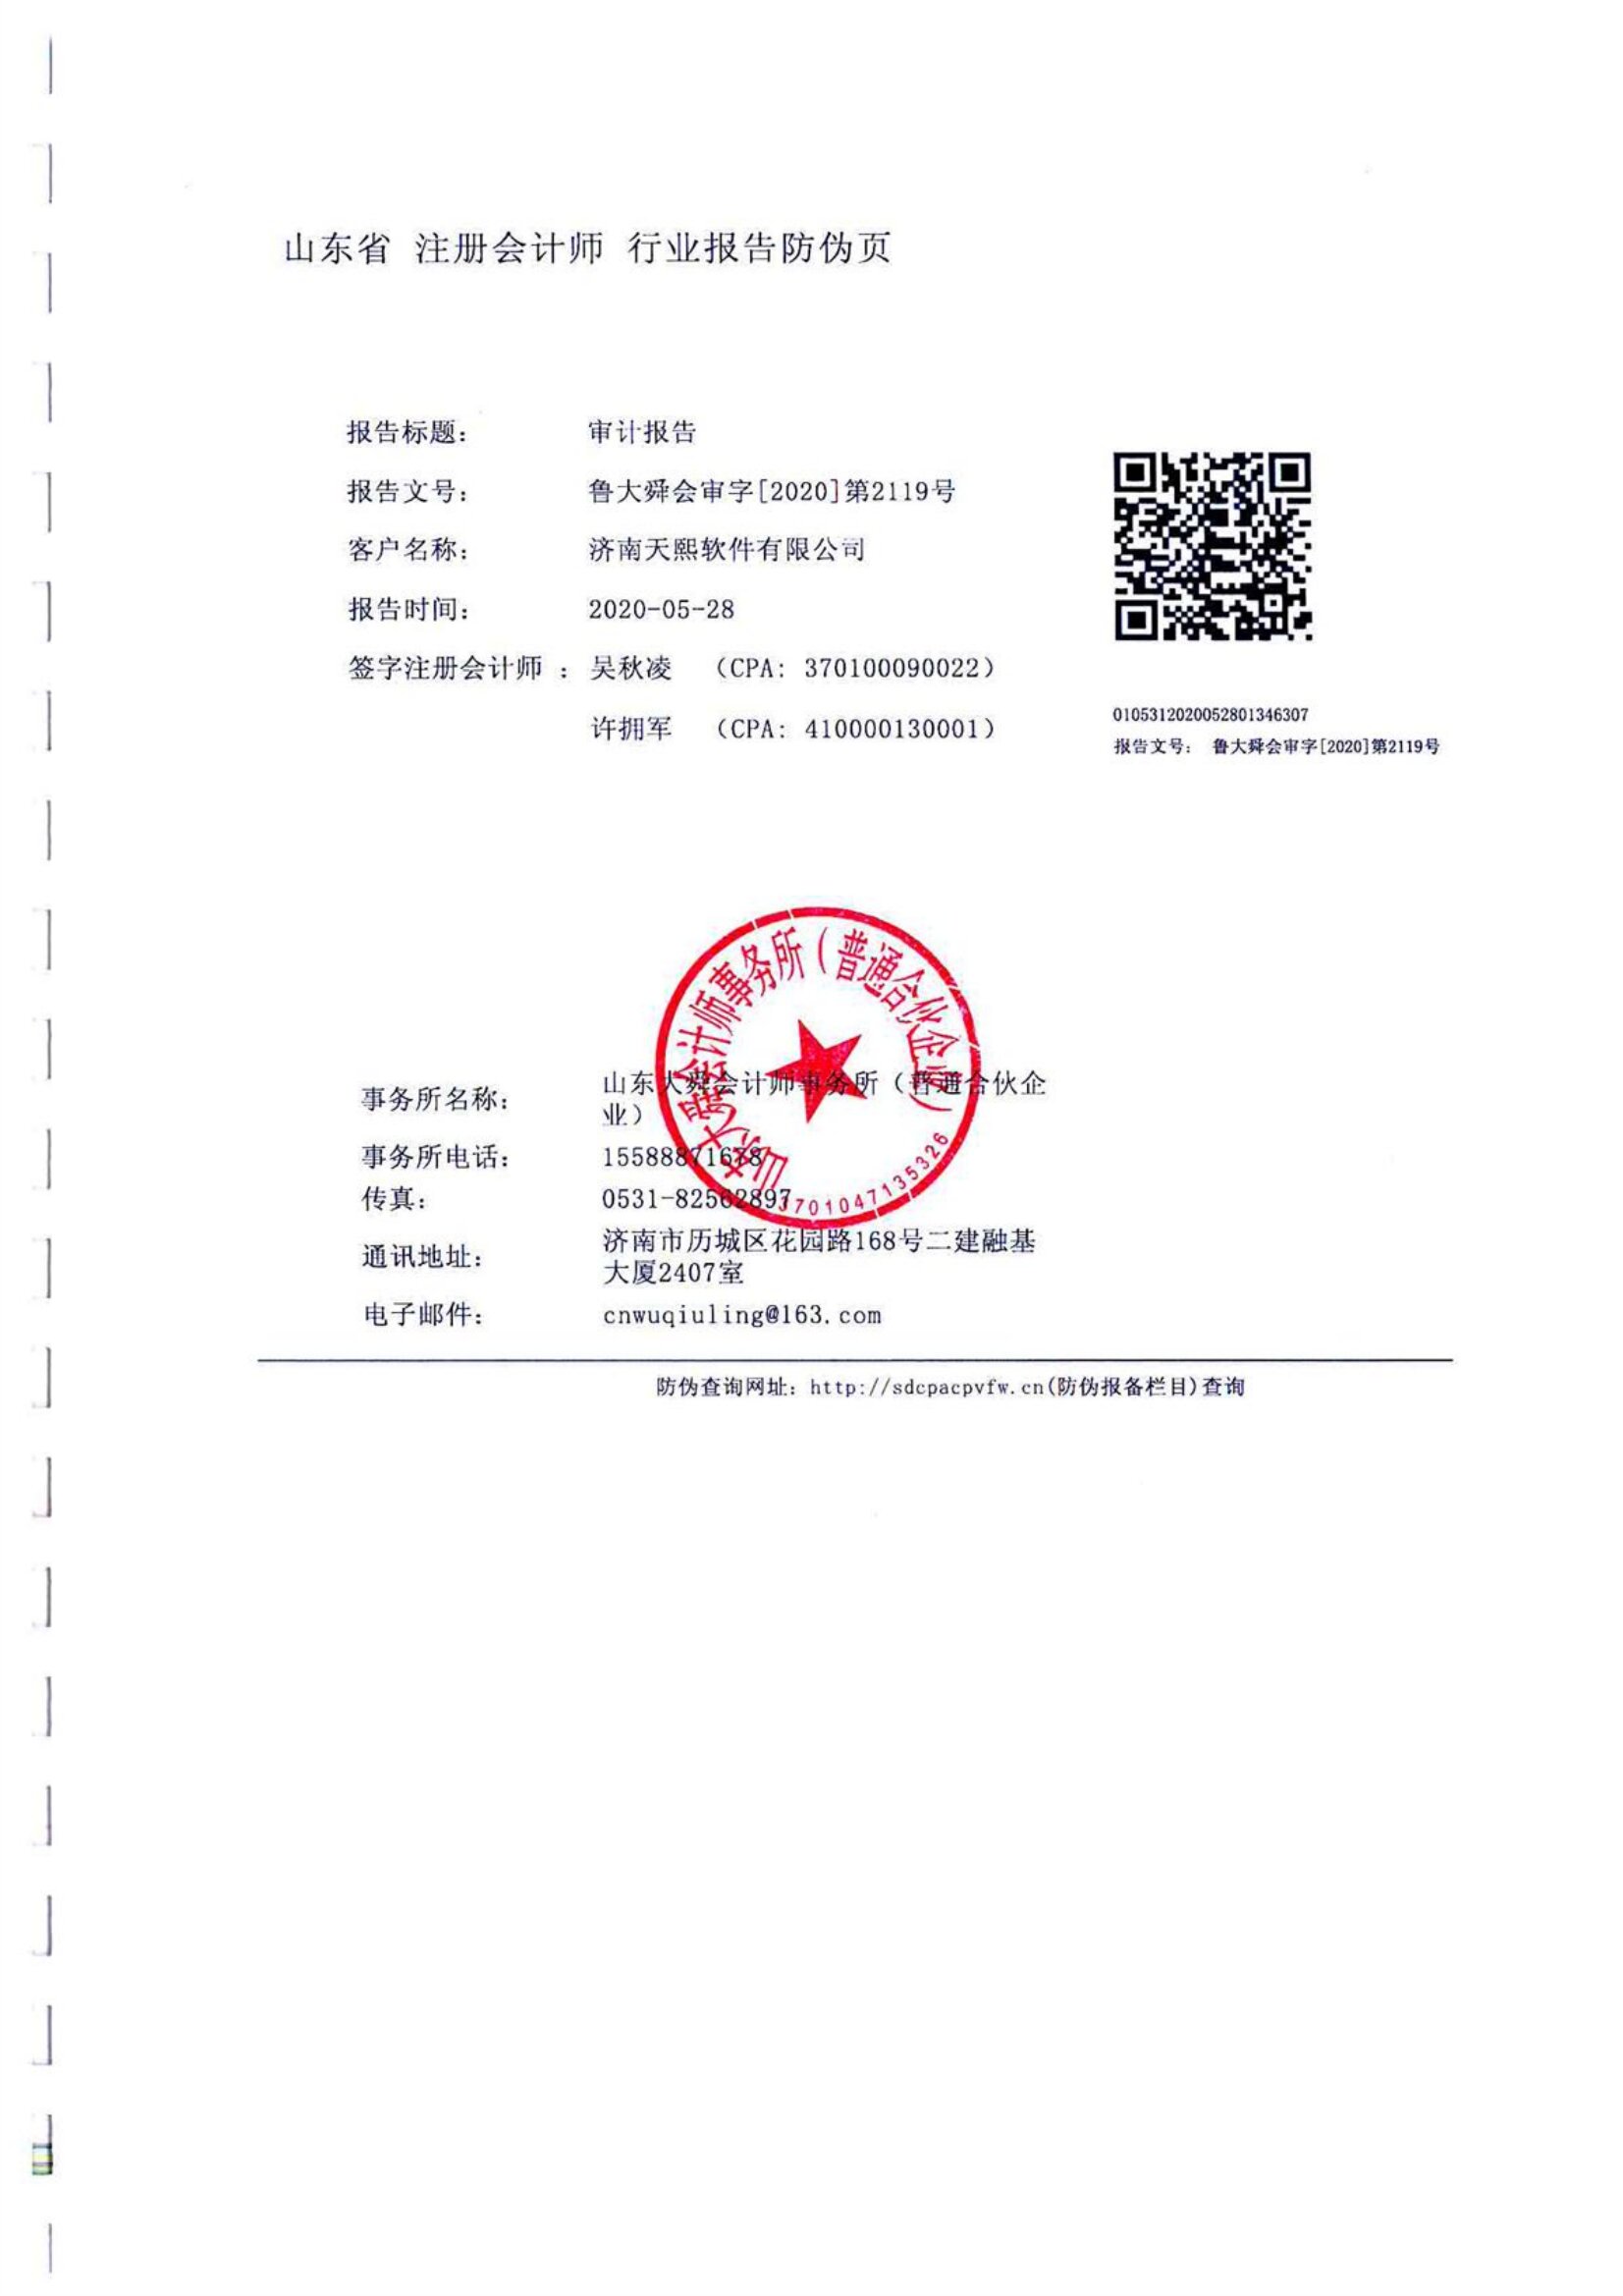 山东省 注册会计师 行业报告防伪页
报告标题： 审计报告
报告文号： 鲁大舜会审字[2020]第2119号
客户名称： 济南天熙软件有限公司
报告时间： 2020-05-28
签字注册会计师 ： 吴秋凌 （CPA: 370100090022）
许拥军 （CPA: 410000130001）
0105312020052801346307
报告文号： 鲁大舜会审字[2020]第2119号
山东大舜会计师事务所（普通合伙企业）
3701047135326
事务所名称： 山东大舜会计师事务所（普通合伙企
业）
事务所电话： 15588871678
传真： 0531-82562897
通讯地址： 济南市历城区花园路168号二建融基
大厦2407室
电子邮件： cnwuqiuling@163.com
防伪查询网址：http://sdcpacpvfw.cn(防伪报备栏目)查询